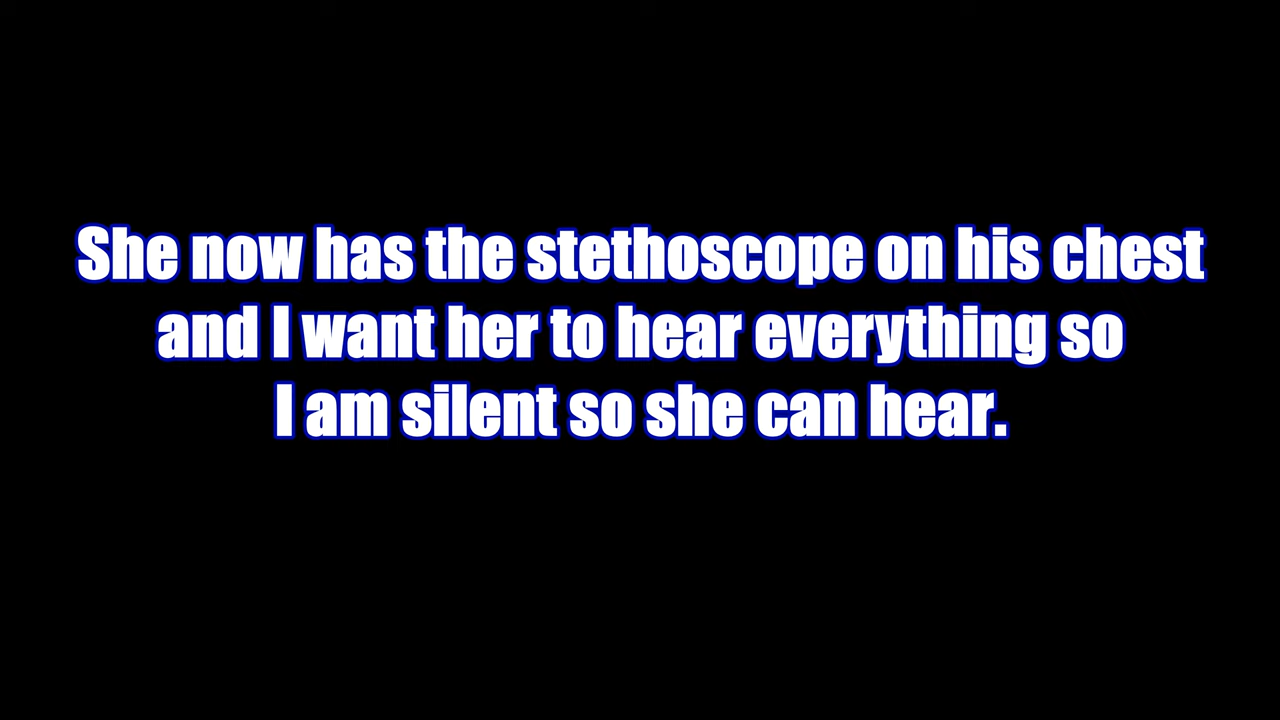 She now has the stethoscope on his chest
and I want her to hear everything so
I am silent so she can hear.